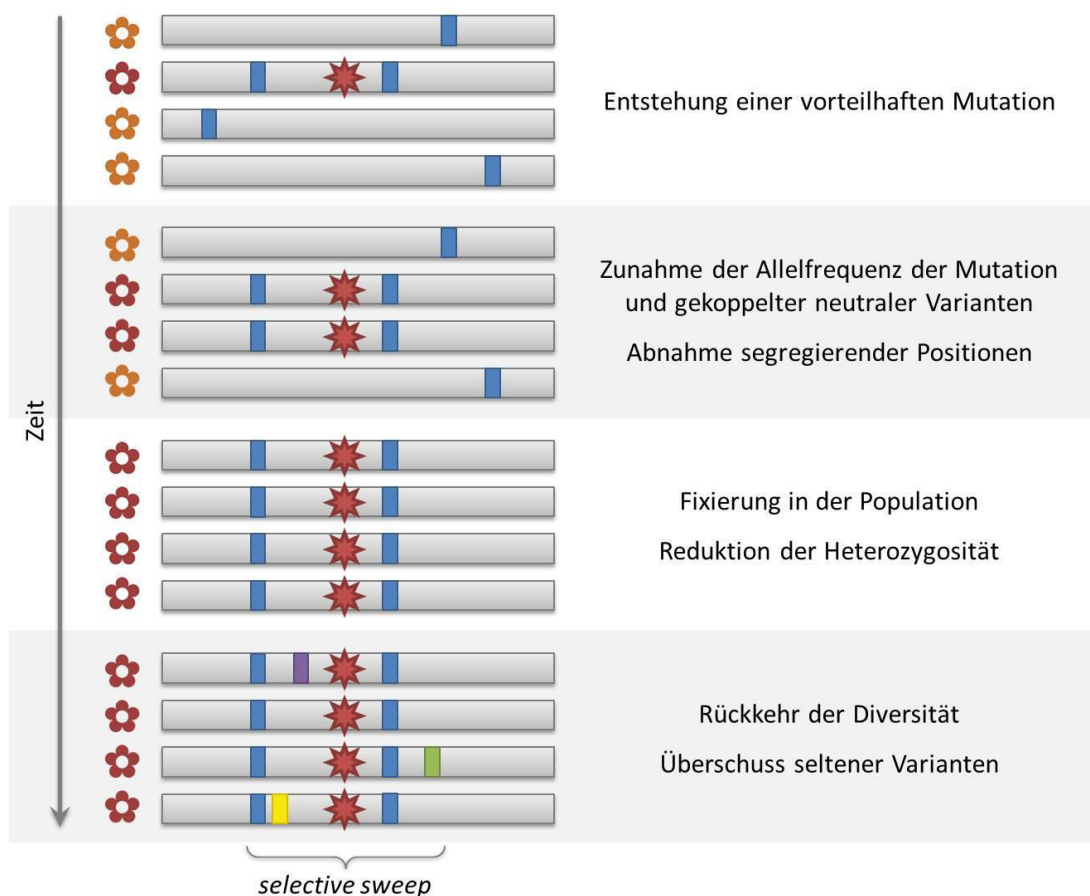 Entstehung einer vorteilhaften Mutation
Zunahme der Allelfrequenz der Mutation
und gekoppelter neutraler Varianten
Abnahme segregierender Positionen
Zeit
Fixierung in der Population
Reduktion der Heterozygosität
Rückkehr der Diversität
Überschuss seltener Varianten
selective sweep